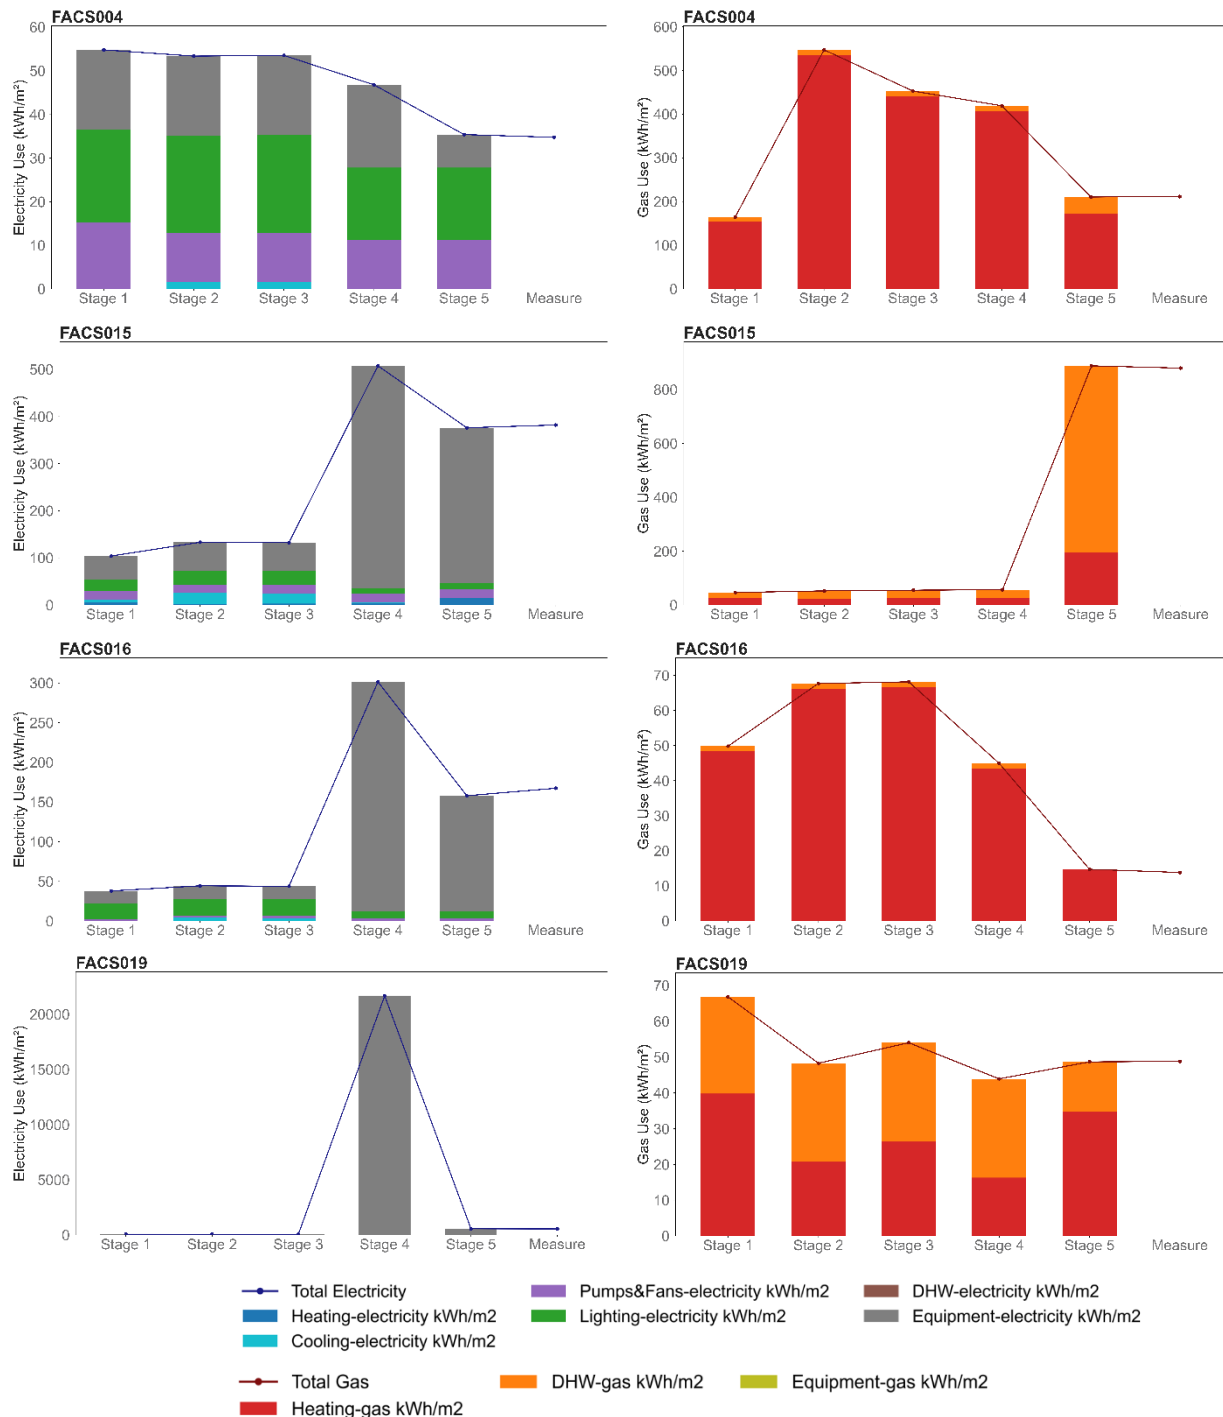 FACS004
Electricity Use (kWh/m²)
60
50
40
30
20
10
0
Stage 1
Stage 2
Stage 3
Stage 4
Stage 5
Measure
FACS004
Gas Use (kWh/m²)
600
500
400
300
200
100
0
Stage 1
Stage 2
Stage 3
Stage 4
Stage 5
Measure
FACS015
Electricity Use (kWh/m²)
500
400
300
200
100
0
Stage 1
Stage 2
Stage 3
Stage 4
Stage 5
Measure
FACS015
Gas Use (kWh/m²)
800
600
400
200
0
Stage 1
Stage 2
Stage 3
Stage 4
Stage 5
Measure
FACS016
Electricity Use (kWh/m²)
300
250
200
150
100
50
0
Stage 1
Stage 2
Stage 3
Stage 4
Stage 5
Measure
FACS016
Gas Use (kWh/m²)
70
60
50
40
30
20
10
0
Stage 1
Stage 2
Stage 3
Stage 4
Stage 5
Measure
FACS019
Electricity Use (kWh/m²)
20000
15000
10000
5000
0
Stage 1
Stage 2
Stage 3
Stage 4
Stage 5
Measure
FACS019
Gas Use (kWh/m²)
70
60
50
40
30
20
10
0
Stage 1
Stage 2
Stage 3
Stage 4
Stage 5
Measure
Total Electricity
Pumps&Fans-electricity kWh/m2
DHW-electricity kWh/m2
Heating-electricity kWh/m2
Lighting-electricity kWh/m2
Equipment-electricity kWh/m2
Cooling-electricity kWh/m2
Total Gas
DHW-gas kWh/m2
Equipment-gas kWh/m2
Heating-gas kWh/m2